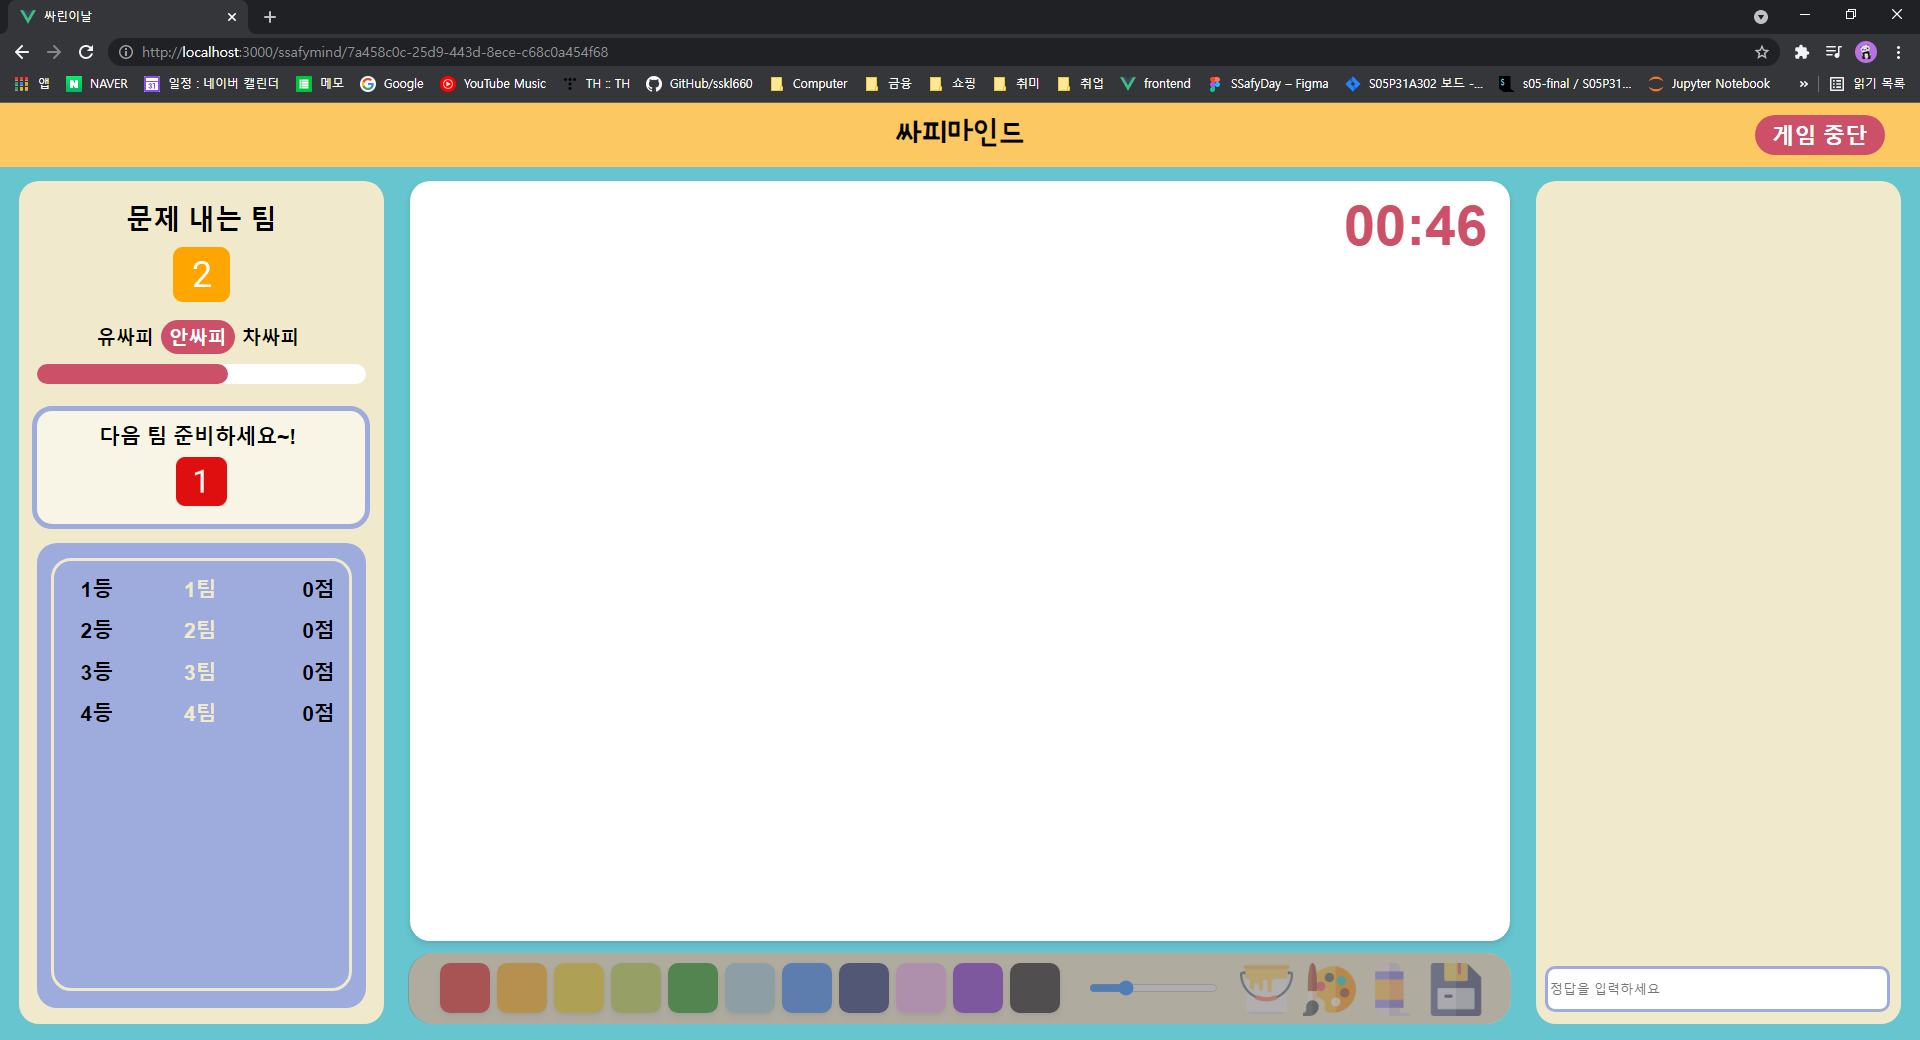 싸린이날
http://localhost:3000/ssafymind/7a458c0c-25d9-443d-8ece-c68c0a454f68
앱 NAVER 일정 : 네이버 캘린더 메모 Google YouTube Music TH :: TH GitHub/sskl660 Computer 금융 쇼핑 취미 취업 frontend SSafyDay – Figma S05P31A302 보드 -... s05-final / S05P31... Jupyter Notebook » 읽기 목록
싸피마인드
게임 중단
문제 내는 팀
2
유싸피 안싸피 차싸피
다음 팀 준비하세요~!
1
1등 1팀 0점
2등 2팀 0점
3등 3팀 0점
4등 4팀 0점
00:46
정답을 입력하세요